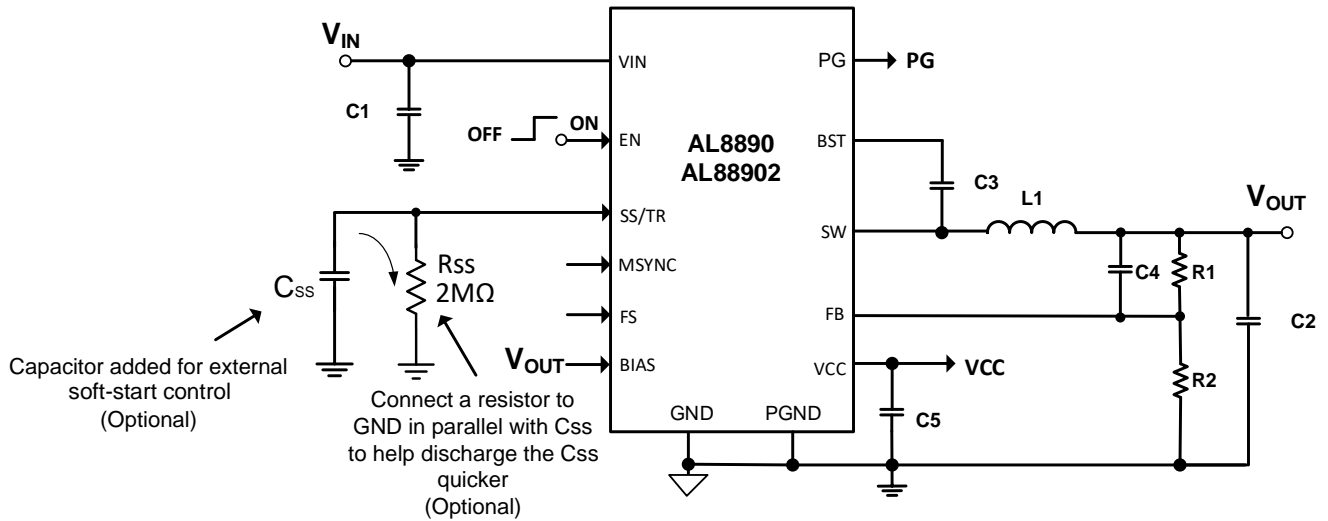 VIN
C1
OFF
ON
VIN
EN
SS/TR
MSYNC
FS
BIAS
AL8890
AL88902
PG
BST
SW
FB
VCC
GND
PGND
PG
C3
L1
VOUT
C4
R1
C2
R2
VCC
C5
CSS
Rss
2MΩ
VOUT
Capacitor added for external
soft-start control
(Optional)
Connect a resistor to
GND in parallel with Css
to help discharge the Css
quicker
(Optional)